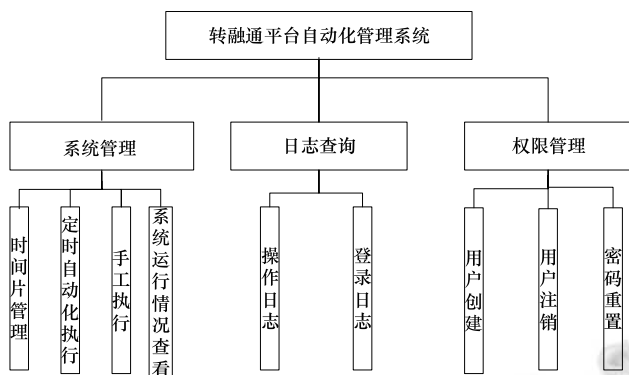 转融通平台自动化管理系统
系统管理
日志查询
权限管理
时间片管理
定时自动化执行
手工执行
系统运行情况查看
操作日志
登录日志
用户创建
用户注销
密码重置